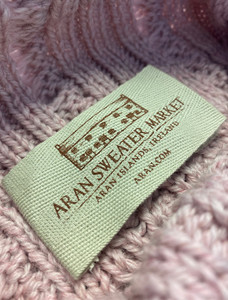 ARAN SWEATER MARKET
ARAN ISLANDS, IRELAND
ARAN.COM